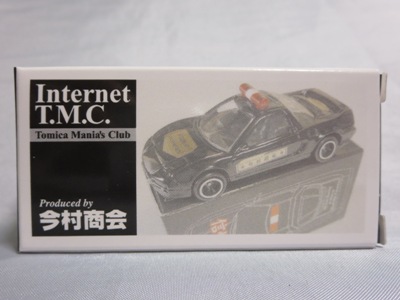 Internet
T.M.C.
Tomica Mania's Club
Produced by
今村商会